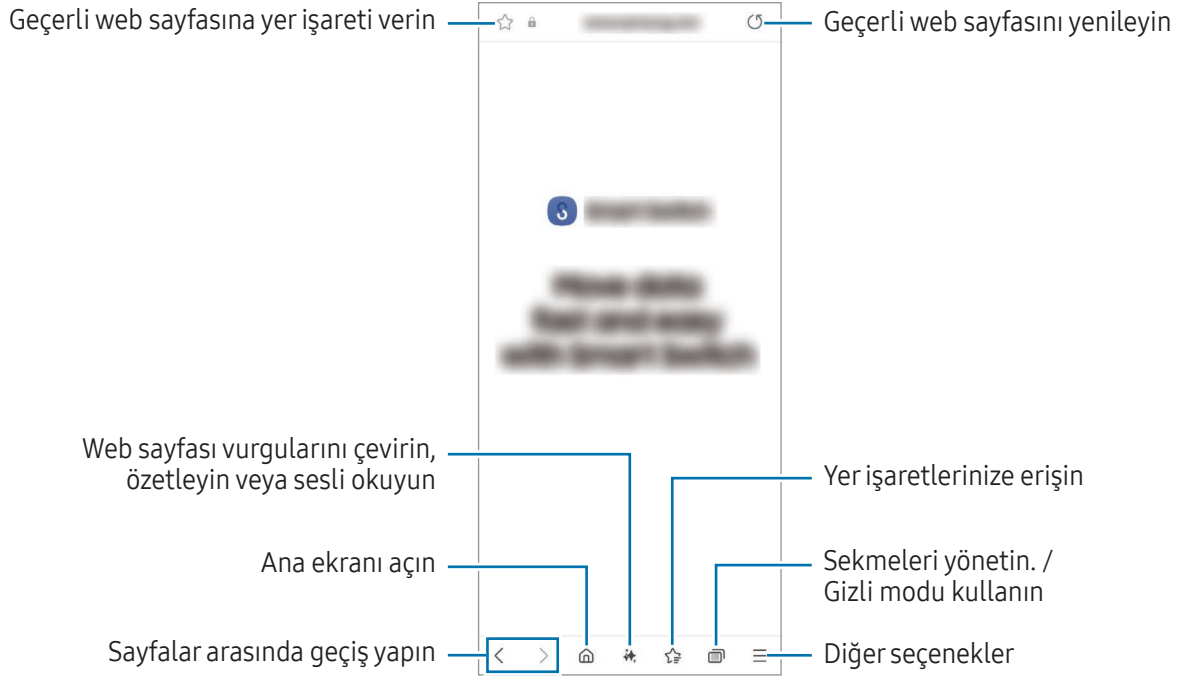 Geçerli web sayfasına yer işareti verin
Geçerli web sayfasını yenileyin
Web sayfası vurgularını çevirin,
özetleyin veya sesli okuyun
Yer işaretlerinize erişin
Ana ekranı açın
Sekmeleri yönetin. /
Gizli modu kullanın
Sayfalar arasında geçiş yapın
Diğer seçenekler